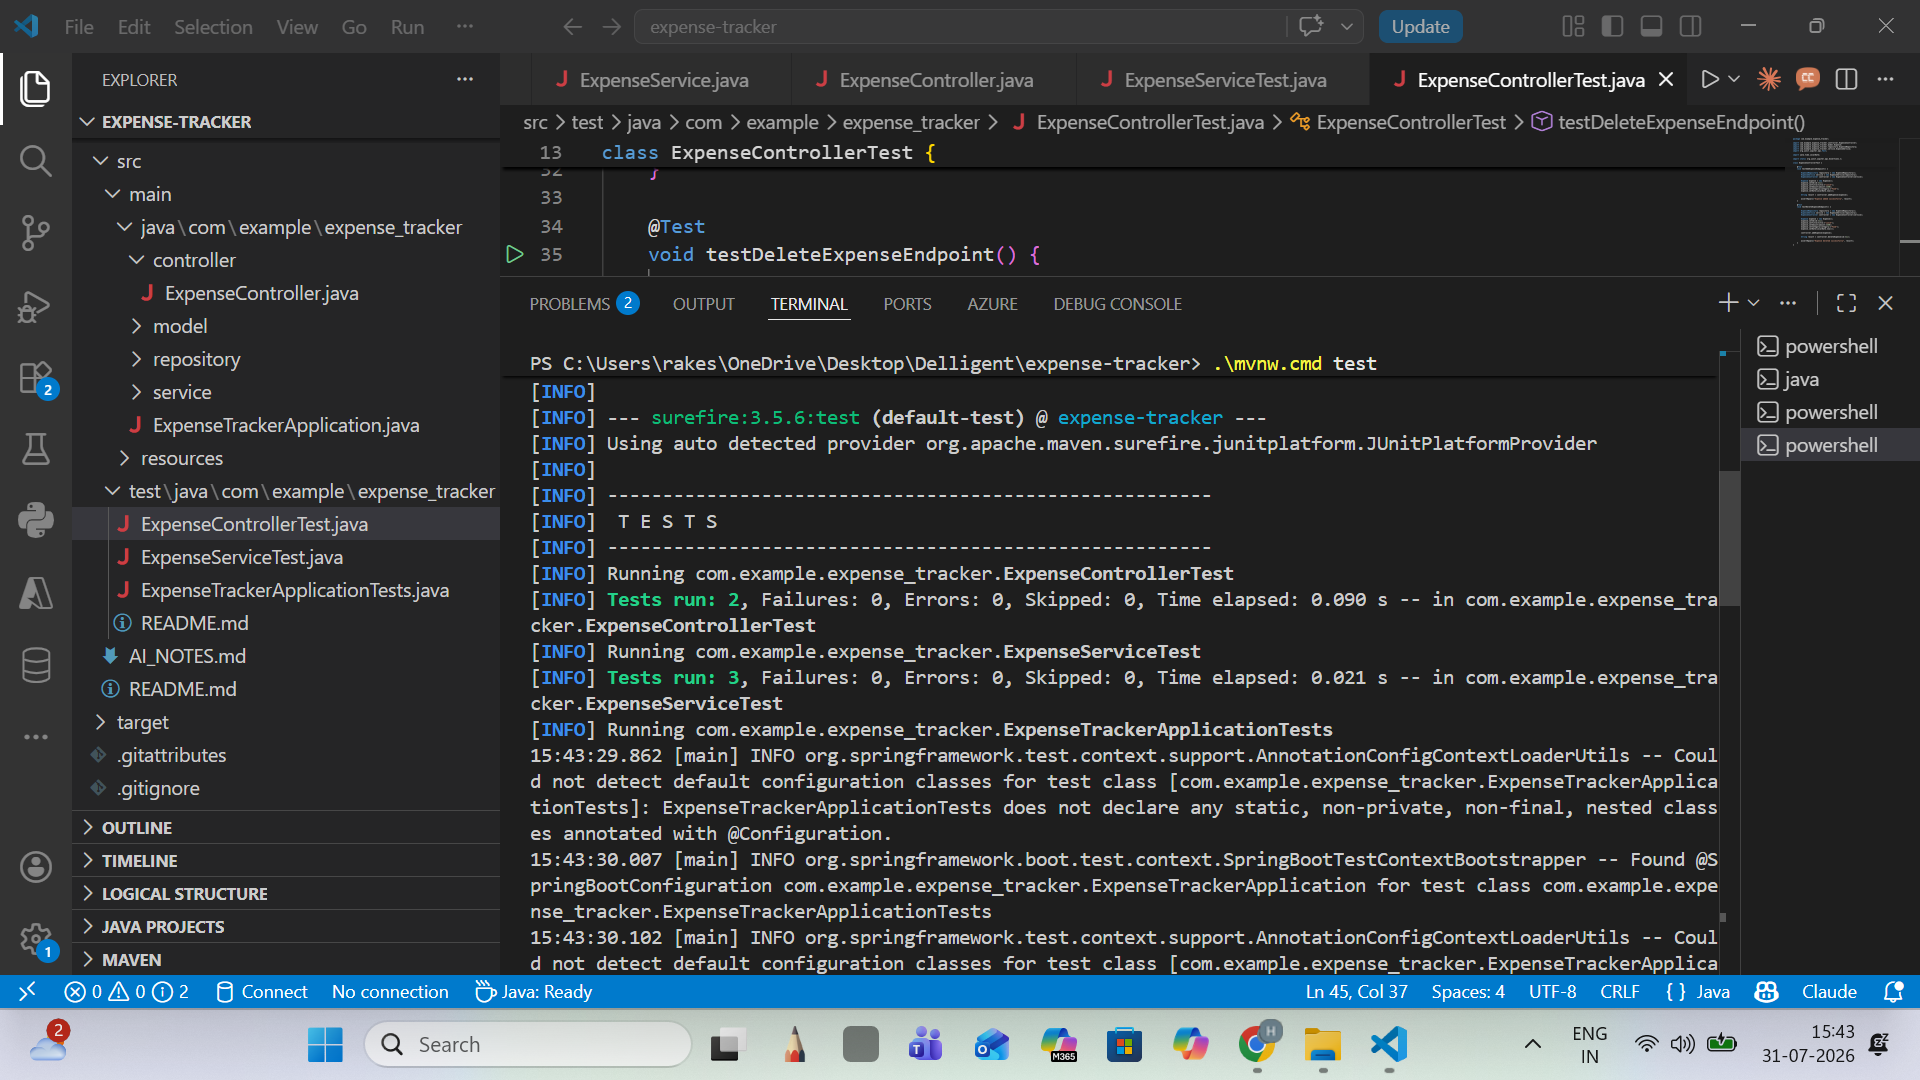 File Edit Selection View Go Run ···
expense-tracker
Update
EXPLORER
ExpenseService.java
ExpenseController.java
ExpenseServiceTest.java
ExpenseControllerTest.java
EXPENSE-TRACKER
src > test > java > com > example > expense_tracker > ExpenseControllerTest.java > ExpenseControllerTest > testDeleteExpenseEndpoint()
src
main
java\com\example\expense_tracker
controller
ExpenseController.java
model
repository
service
ExpenseTrackerApplication.java
resources
test\java\com\example\expense_tracker
ExpenseControllerTest.java
ExpenseServiceTest.java
ExpenseTrackerApplicationTests.java
README.md
AI_NOTES.md
README.md
target
.gitattributes
.gitignore
OUTLINE
TIMELINE
LOGICAL STRUCTURE
JAVA PROJECTS
MAVEN
2
1
13 class ExpenseControllerTest {
32 }
33
34 @Test
35 void testDeleteExpenseEndpoint() {
PROBLEMS 2 OUTPUT TERMINAL PORTS AZURE DEBUG CONSOLE
PS C:\Users\rakes\OneDrive\Desktop\Delligent\expense-tracker> .\mvnw.cmd test
[INFO]
[INFO] --- surefire:3.5.6:test (default-test) @ expense-tracker ---
[INFO] Using auto detected provider org.apache.maven.surefire.junitplatform.JUnitPlatformProvider
[INFO]
[INFO] -------------------------------------------------------
[INFO]  T E S T S
[INFO] -------------------------------------------------------
[INFO] Running com.example.expense_tracker.ExpenseControllerTest
[INFO] Tests run: 2, Failures: 0, Errors: 0, Skipped: 0, Time elapsed: 0.090 s -- in com.example.expense_tra
cker.ExpenseControllerTest
[INFO] Running com.example.expense_tracker.ExpenseServiceTest
[INFO] Tests run: 3, Failures: 0, Errors: 0, Skipped: 0, Time elapsed: 0.021 s -- in com.example.expense_tra
cker.ExpenseServiceTest
[INFO] Running com.example.expense_tracker.ExpenseTrackerApplicationTests
15:43:29.862 [main] INFO org.springframework.test.context.support.AnnotationConfigContextLoaderUtils -- Coul
d not detect default configuration classes for test class [com.example.expense_tracker.ExpenseTrackerApplica
tionTests]: ExpenseTrackerApplicationTests does not declare any static, non-private, non-final, nested class
es annotated with @Configuration.
15:43:30.007 [main] INFO org.springframework.boot.test.context.SpringBootTestContextBootstrapper -- Found @S
pringBootConfiguration com.example.expense_tracker.ExpenseTrackerApplication for test class com.example.expe
nse_tracker.ExpenseTrackerApplicationTests
15:43:30.102 [main] INFO org.springframework.test.context.support.AnnotationConfigContextLoaderUtils -- Coul
d not detect default configuration classes for test class [com.example.expense_tracker.ExpenseTrackerApplica
powershell
java
powershell
powershell
0 0 2 Connect No connection Java: Ready
Ln 45, Col 37 Spaces: 4 UTF-8 CRLF { } Java Claude
2
Search
M365
H
ENG
IN
15:43
31-07-2026